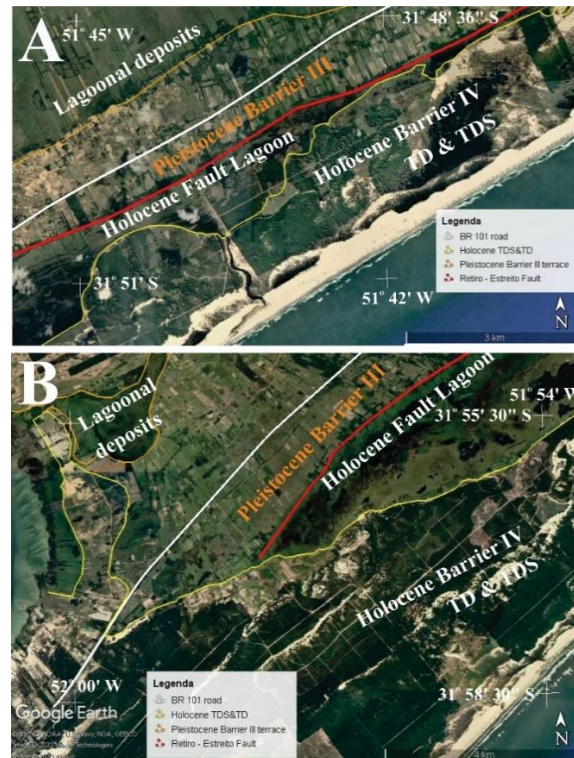 A
51° 45' W
31° 48' 36" S
Lagoonal deposits
Pleistocene Barrier III
Holocene Fault Lagoon
Holocene Barrier IV
TD & TDS
31° 51' S
51° 42' W
Legenda
BR 101 road
Holocene TDS&TD
Pleistocene Barrier III terrace
Retiro - Estreito Fault
N
3 km
B
Lagoonal
deposits
Pleistocene Barrier III
Holocene Fault Lagoon
51° 54' W
31° 55' 30" S
Holocene Barrier IV
TD & TDS
52° 00' W
31° 58' 30" S
Google Earth
Legenda
BR 101 road
Holocene TDS&TD
Pleistocene Barrier III terrace
Retiro - Estreito Fault
N
4 km